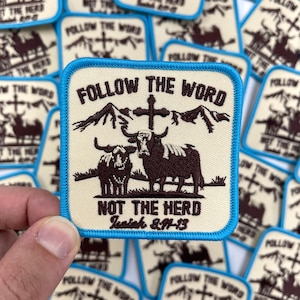 FOLLOW THE WORD
NOT THE HERD
Isaiah 8:11-13